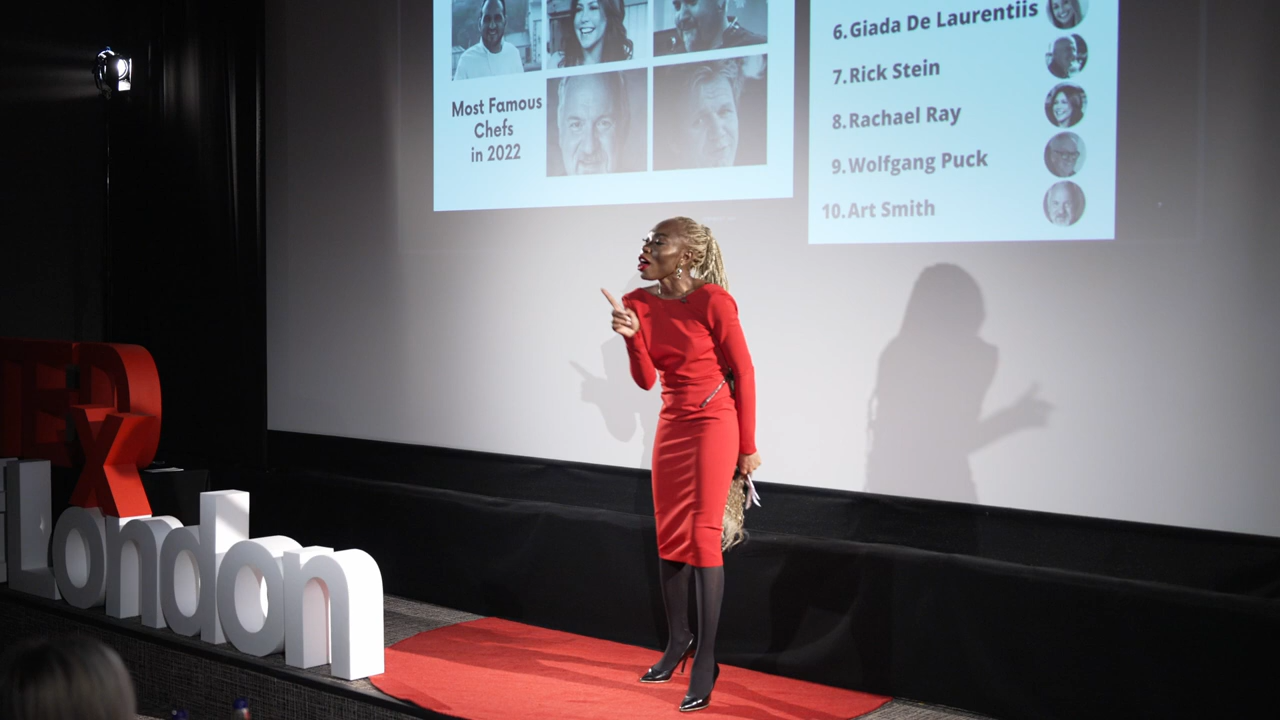 Most Famous
Chefs
in 2022
6. Giada De Laurentiis
7. Rick Stein
8. Rachael Ray
9. Wolfgang Puck
10. Art Smith
TED
x
London